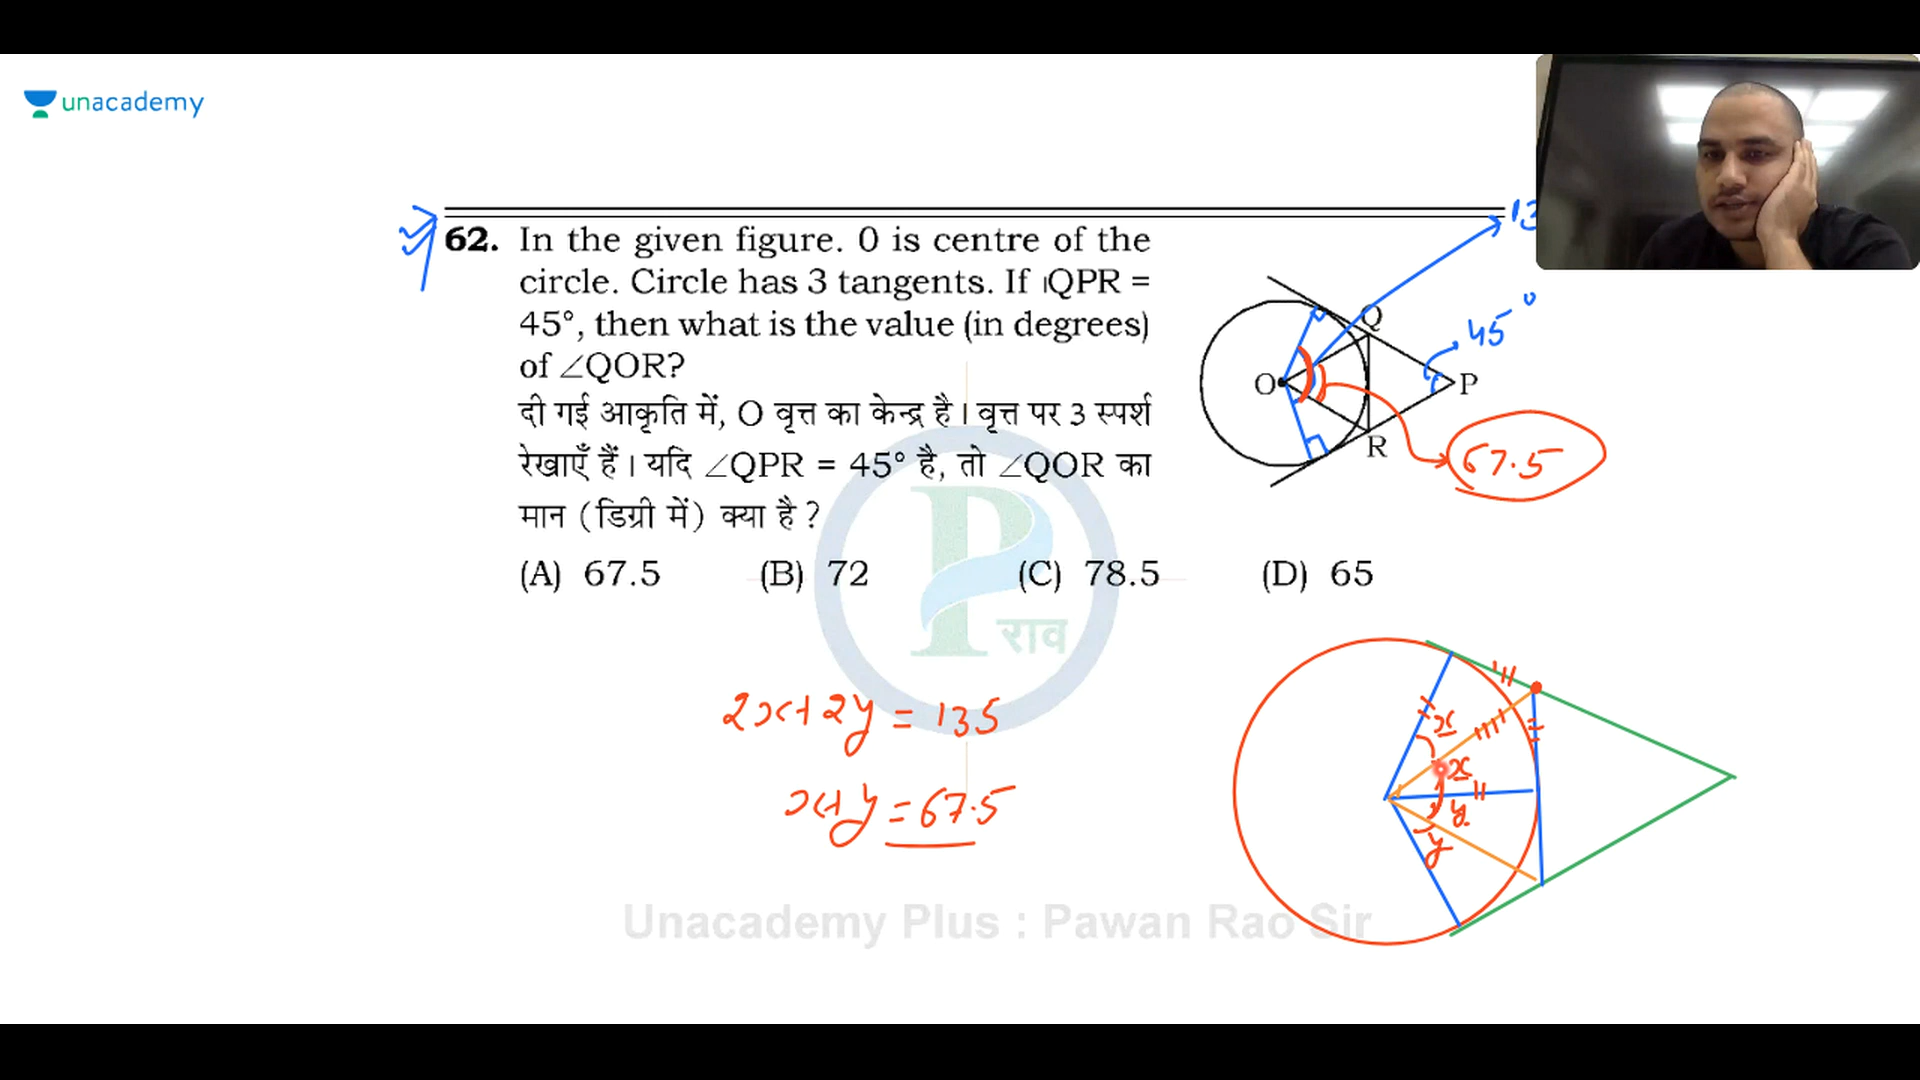 unacademy
62. In the given figure. 0 is centre of the
circle. Circle has 3 tangents. If QPR =
45°, then what is the value (in degrees)
of ∠QOR?
दी गई आकृति में, O वृत्त का केन्द्र है। वृत्त पर 3 स्पर्श
रेखाएँ हैं। यदि ∠QPR = 45° है, तो ∠QOR का
मान (डिग्री में) क्या है ?
(A) 67.5 (B) 72 (C) 78.5 (D) 65
Q
45°
O
P
R
67.5
राव
2x+2y = 135
x+y = 67.5
x
x
y
y
Unacademy Plus : Pawan Rao Sir